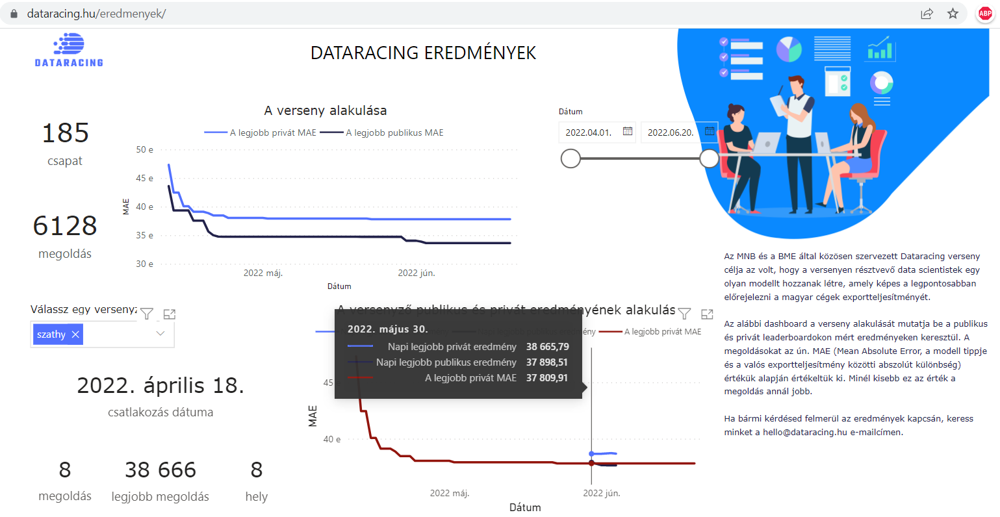 dataracing.hu/eredmenyek/
ABP
DATARACING
DATARACING EREDMÉNYEK
185
csapat
6128
megoldás
A verseny alakulása
A legjobb privát MAE
A legjobb publikus MAE
50 e
45 e
40 e
35 e
30 e
MAE
2022 máj.
2022 jún.
Dátum
Dátum
2022.04.01.
2022.06.20.
Az MNB és a BME által közösen szervezett Dataracing verseny
célja az volt, hogy a versenyen résztvevő data scientistek egy
olyan modellt hozzanak létre, amely képes a legpontosabban
előrejelezni a magyar cégek exportteljesítményét.
Az alábbi dashboard a verseny alakulását mutatja be a publikus
és privát leaderboardokon mért eredményeken keresztül. A
megoldásokat az ún. MAE (Mean Absolute Error, a modell tippje
és a valós exportteljesítmény közötti abszolút különbség)
értékük alapján értékeltük ki. Minél kisebb ez az érték a
megoldás annál jobb.
Ha bármi kérdésed felmerül az eredmények kapcsán, keress
minket a hello@dataracing.hu e-mailcímen.
Válassz egy versenyz
szathy
2022. április 18.
csatlakozás dátuma
8
megoldás
38 666
legjobb megoldás
8
hely
A versenyző publikus és privát eredményének alakulás
A legjobb privát MAE
2022. május 30.
Napi legjobb privát eredmény 38 665,79
Napi legjobb publikus eredmény 37 898,51
A legjobb privát MAE 37 809,91
45
40 e
MAE
2022 máj.
2022 jún.
Dátum